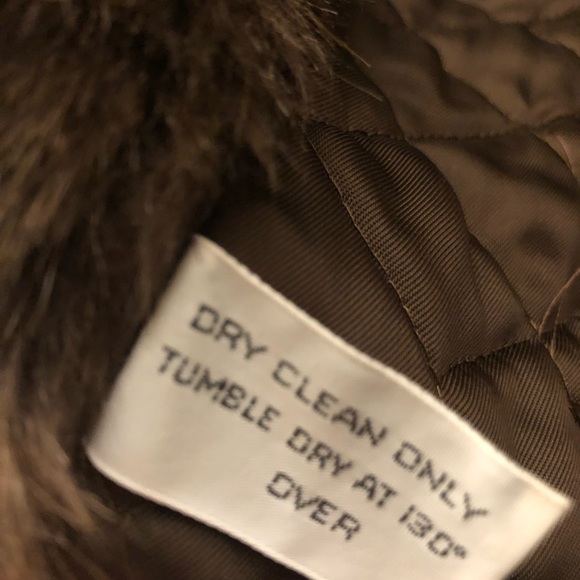 DRY CLEAN ONLY
TUMBLE DRY AT 130°
OVER